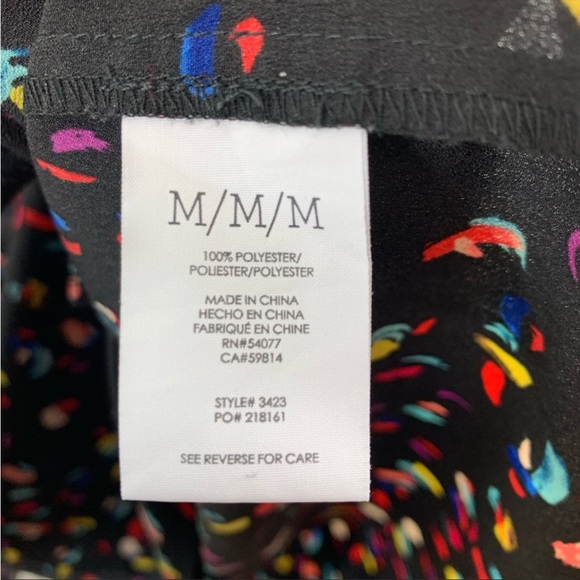 M/M/M
100% POLYESTER/
POLIESTER/POLYESTER
MADE IN CHINA
HECHO EN CHINA
FABRIQUÉ EN CHINE
RN#54077
CA#59814
STYLE# 3423
PO# 218161
SEE REVERSE FOR CARE